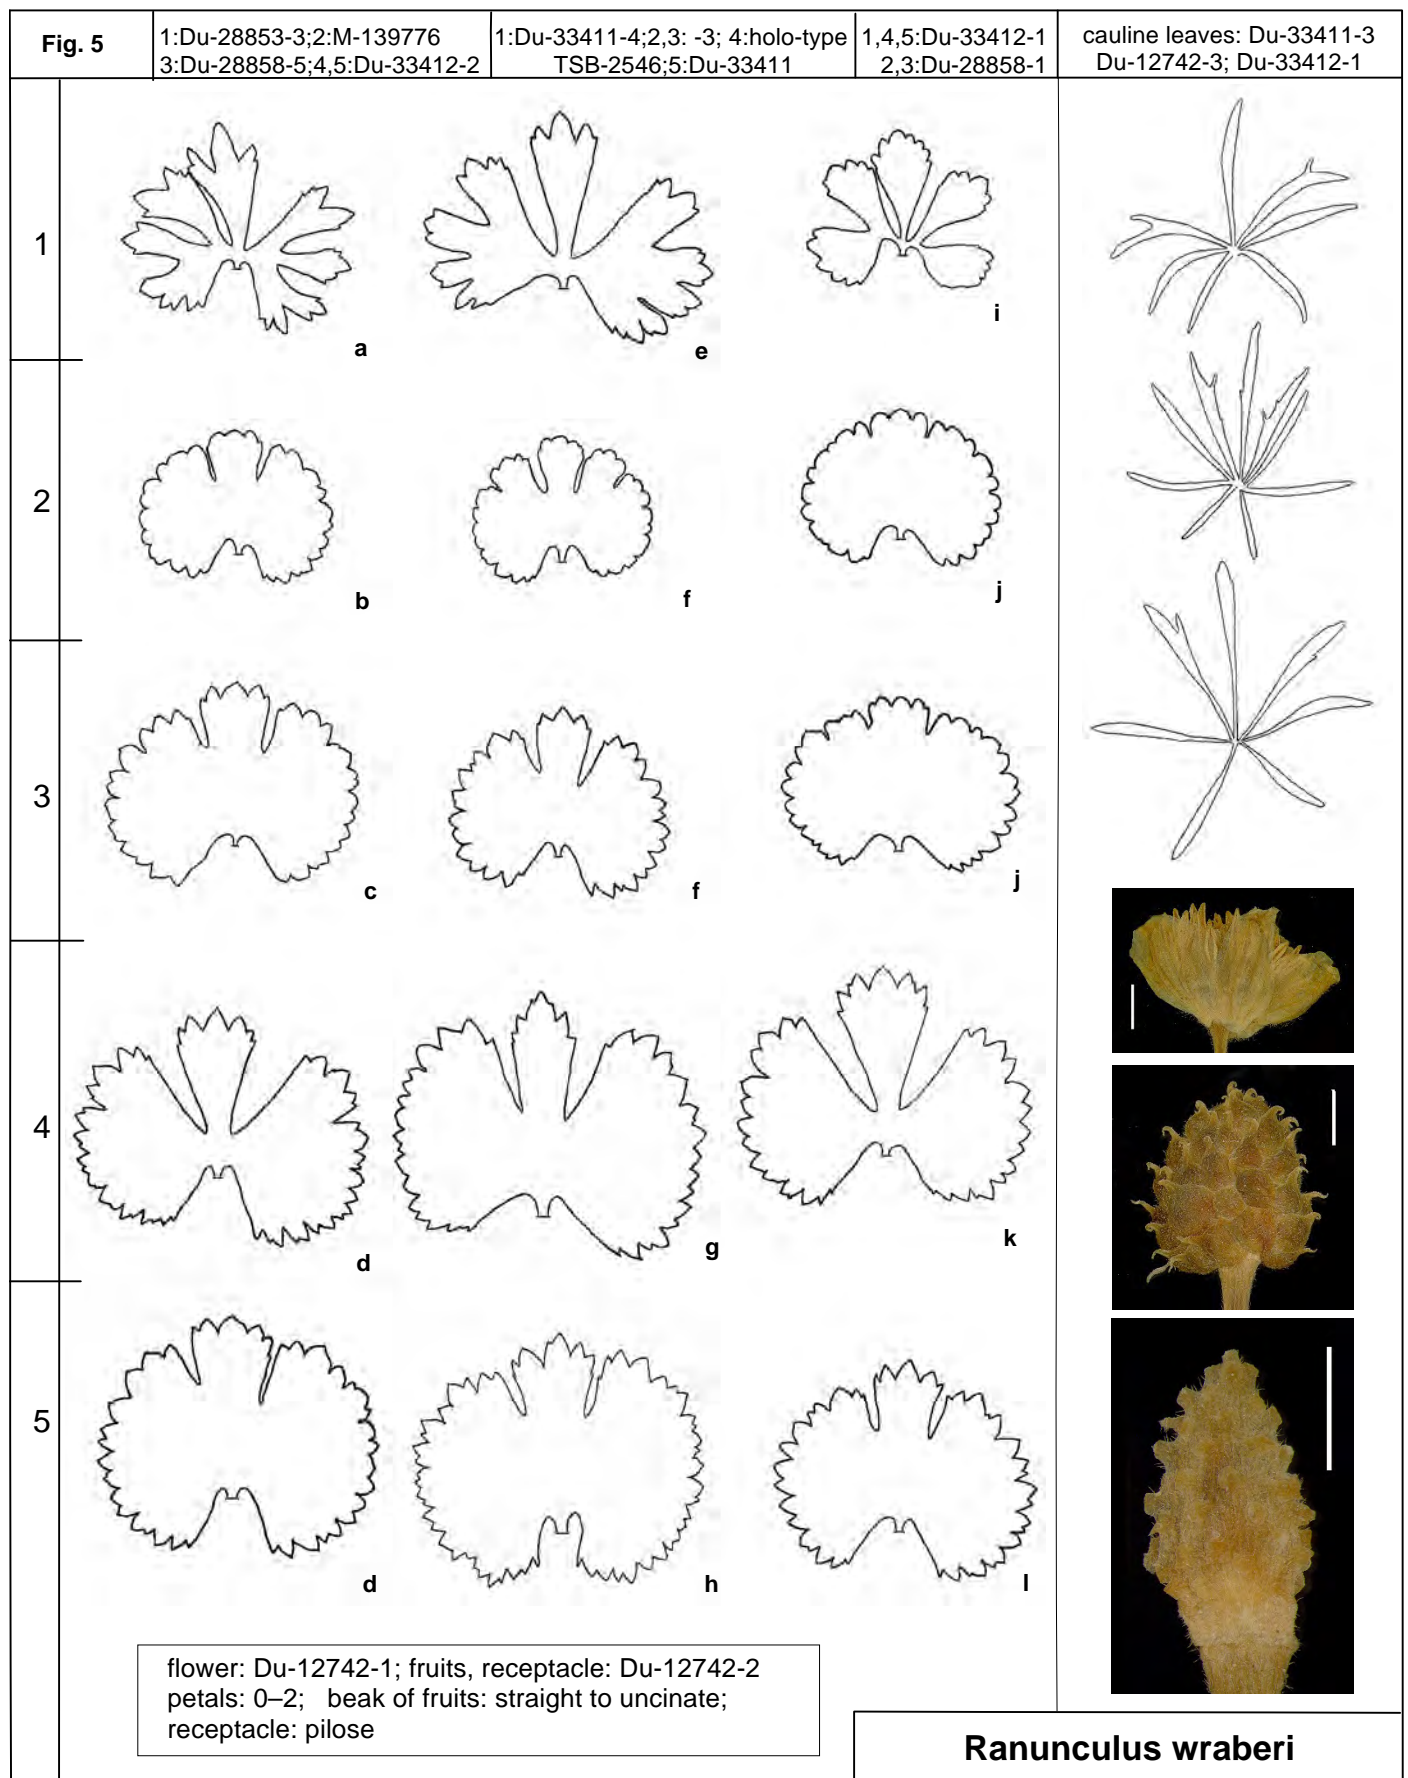 Fig. 5
1:Du-28853-3;2:M-139776
3:Du-28858-5;4,5:Du-33412-2
1:Du-33411-4;2,3: -3; 4:holo-type
TSB-2546;5:Du-33411
1,4,5:Du-33412-1
2,3:Du-28858-1
cauline leaves: Du-33411-3
Du-12742-3; Du-33412-1
1
a
e
i
2
b
f
j
3
c
f
j
4
d
g
k
5
d
h
l
flower: Du-12742-1; fruits, receptacle: Du-12742-2
petals: 0–2; beak of fruits: straight to uncinate;
receptacle: pilose
Ranunculus wraberi